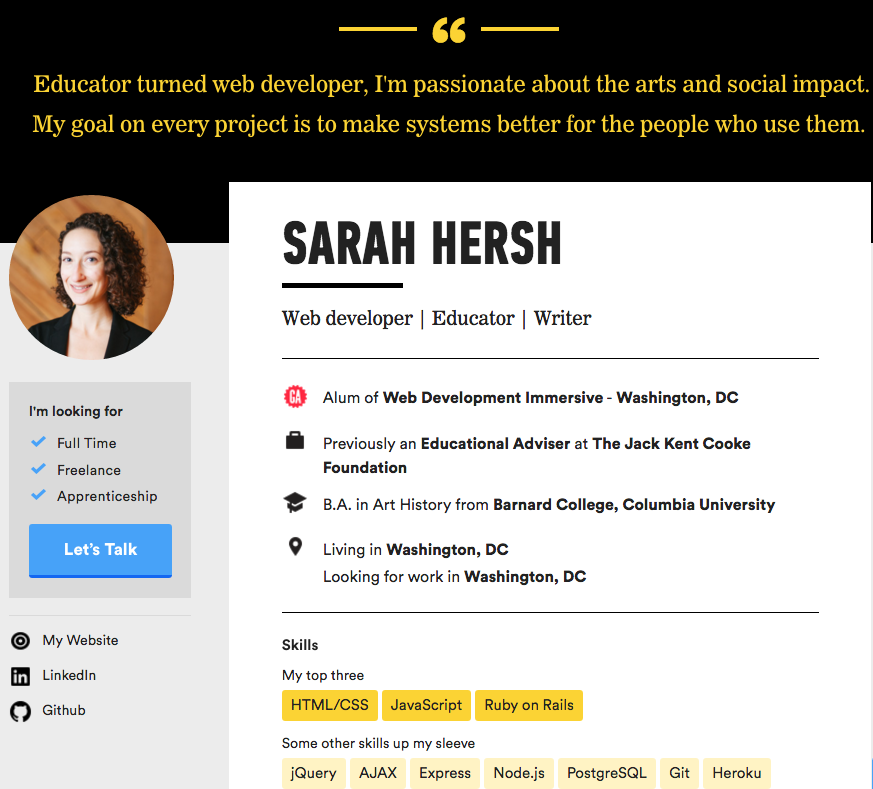 “
Educator turned web developer, I'm passionate about the arts and social impact.
My goal on every project is to make systems better for the people who use them.
SARAH HERSH
Web developer | Educator | Writer
I'm looking for
Full Time
Freelance
Apprenticeship
Let's Talk
My Website
in LinkedIn
Github
GA Alum of Web Development Immersive - Washington, DC
Previously an Educational Adviser at The Jack Kent Cooke
Foundation
B.A. in Art History from Barnard College, Columbia University
Living in Washington, DC
Looking for work in Washington, DC
Skills
My top three
HTML/CSS JavaScript Ruby on Rails
Some other skills up my sleeve
jQuery AJAX Express Node.js PostgreSQL Git Heroku